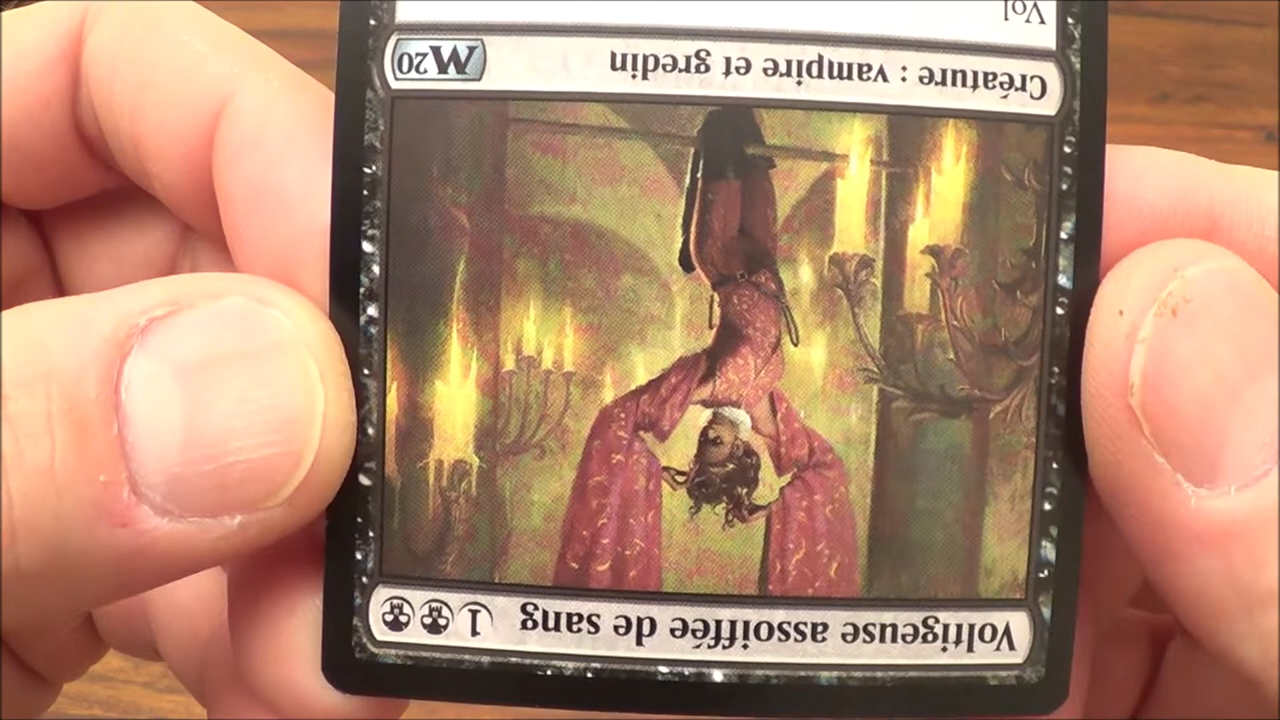 Voltigeuse assoiffée de sang 1
Créature : vampire et gredin M20
Vol